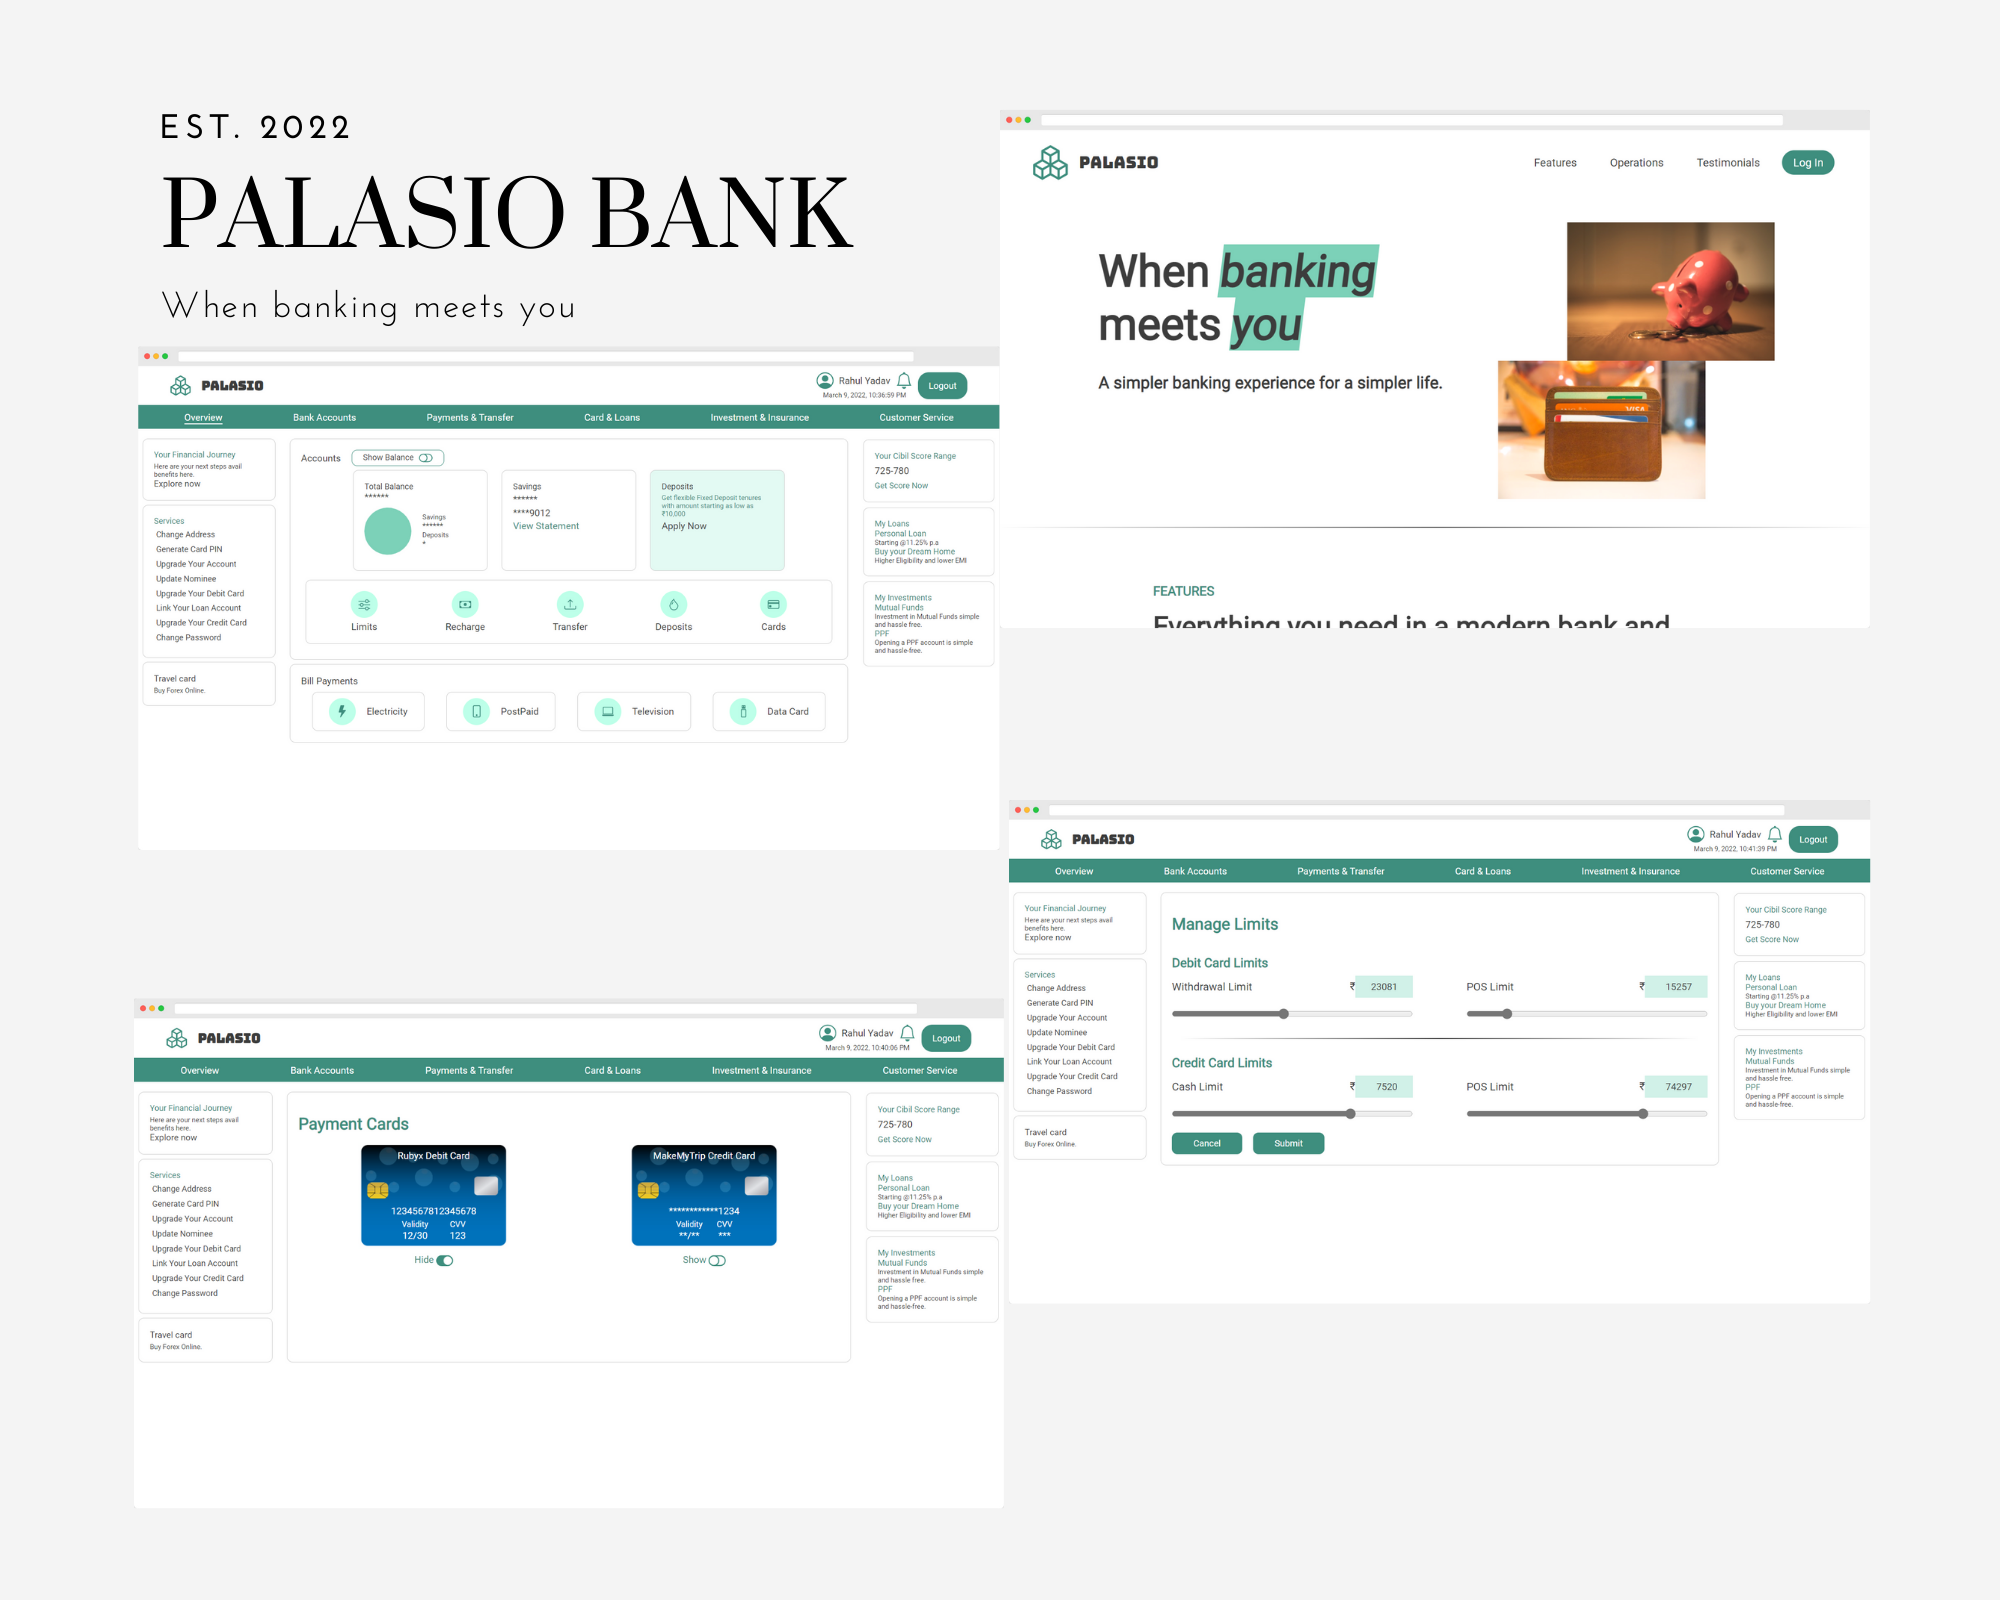 EST. 2022
PALASIO BANK
When banking meets you
PALASIO
Features
Operations
Testimonials
Log In
When banking
meets you
A simpler banking experience for a simpler life.
VISA
FEATURES
Everything you need in a modern bank and
PALASIO
Rahul Yadav
March 9, 2022, 10:36:59 PM
Logout
Overview
Bank Accounts
Payments & Transfer
Card & Loans
Investment & Insurance
Customer Service
Your Financial Journey
Here are your next steps avail
benefits here.
Explore now
Services
Change Address
Generate Card PIN
Upgrade Your Account
Update Nominee
Upgrade Your Debit Card
Link Your Loan Account
Upgrade Your Credit Card
Change Password
Travel card
Buy Forex Online.
Accounts
Show Balance
Total Balance
******
Savings
******
Deposits
*
Savings
******
****9012
View Statement
Deposits
Get flexible Fixed Deposit tenures
with amount starting as low as
₹10,000
Apply Now
Limits
Recharge
Transfer
Deposits
Cards
Bill Payments
Electricity
PostPaid
Television
Data Card
Your Cibil Score Range
725-780
Get Score Now
My Loans
Personal Loan
Starting @11.25% p.a
Buy your Dream Home
Higher Eligibility and lower EMI
My Investments
Mutual Funds
Investment in Mutual Funds simple
and hassle free.
PPF
Opening a PPF account is simple
and hassle-free.
PALASIO
Rahul Yadav
March 9, 2022, 10:41:39 PM
Logout
Overview
Bank Accounts
Payments & Transfer
Card & Loans
Investment & Insurance
Customer Service
Your Financial Journey
Here are your next steps avail
benefits here.
Explore now
Services
Change Address
Generate Card PIN
Upgrade Your Account
Update Nominee
Upgrade Your Debit Card
Link Your Loan Account
Upgrade Your Credit Card
Change Password
Travel card
Buy Forex Online.
Manage Limits
Debit Card Limits
Withdrawal Limit
₹ 23081
POS Limit
₹ 15257
Credit Card Limits
Cash Limit
₹ 7520
POS Limit
₹ 74297
Cancel
Submit
Your Cibil Score Range
725-780
Get Score Now
My Loans
Personal Loan
Starting @11.25% p.a
Buy your Dream Home
Higher Eligibility and lower EMI
My Investments
Mutual Funds
Investment in Mutual Funds simple
and hassle free.
PPF
Opening a PPF account is simple
and hassle-free.
PALASIO
Rahul Yadav
March 9, 2022, 10:40:06 PM
Logout
Overview
Bank Accounts
Payments & Transfer
Card & Loans
Investment & Insurance
Customer Service
Your Financial Journey
Here are your next steps avail
benefits here.
Explore now
Services
Change Address
Generate Card PIN
Upgrade Your Account
Update Nominee
Upgrade Your Debit Card
Link Your Loan Account
Upgrade Your Credit Card
Change Password
Travel card
Buy Forex Online.
Payment Cards
Rubyx Debit Card
1234567812345678
Validity CVV
12/30 123
Hide
MakeMyTrip Credit Card
************1234
Validity CVV
**/** ***
Show
Your Cibil Score Range
725-780
Get Score Now
My Loans
Personal Loan
Starting @11.25% p.a
Buy your Dream Home
Higher Eligibility and lower EMI
My Investments
Mutual Funds
Investment in Mutual Funds simple
and hassle free.
PPF
Opening a PPF account is simple
and hassle-free.